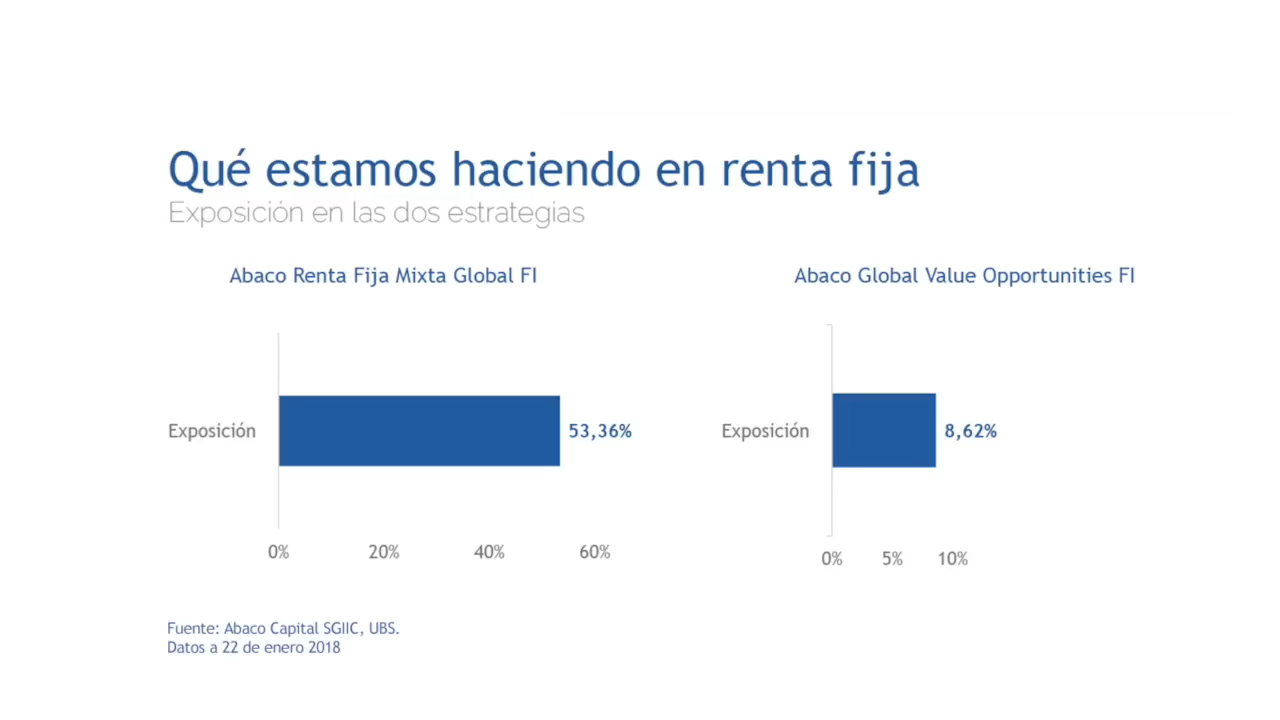 Qué estamos haciendo en renta fija
Exposición en las dos estrategias
Abaco Renta Fija Mixta Global FI
Exposición
53,36%
0%
20%
40%
60%
Abaco Global Value Opportunities FI
Exposición
8,62%
0%
5%
10%
Fuente: Abaco Capital SGIIC, UBS.
Datos a 22 de enero 2018